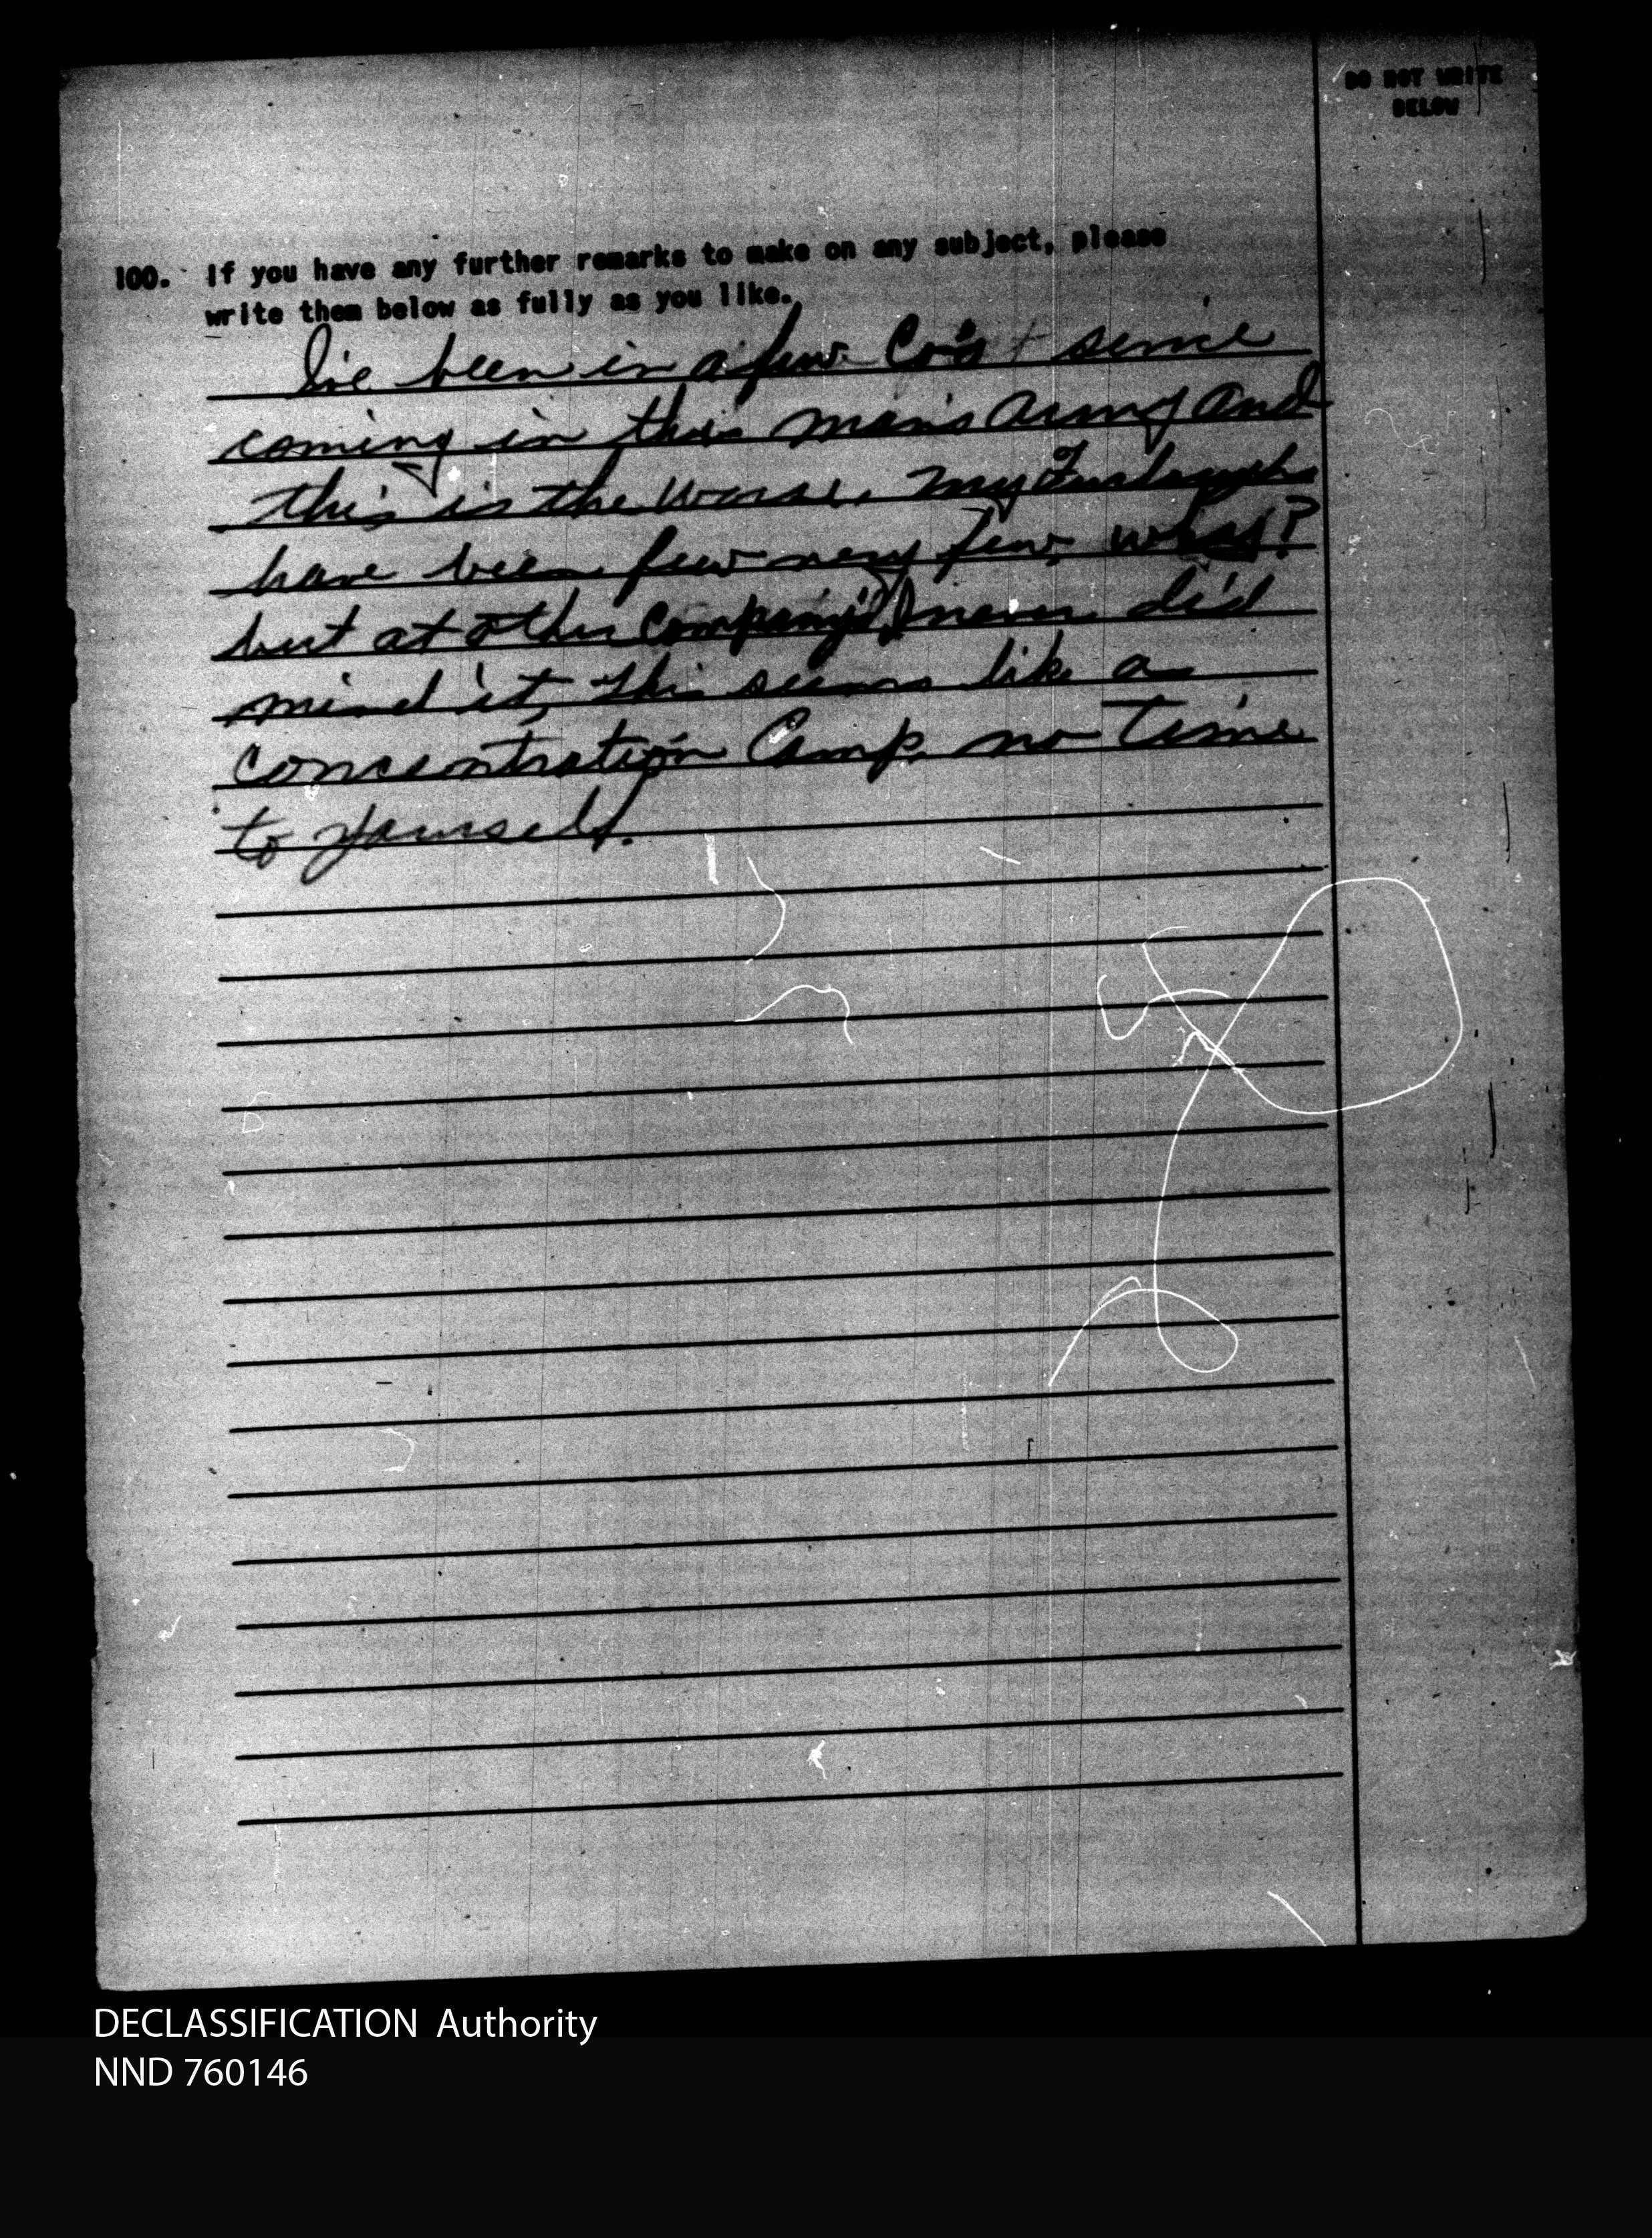 DO NOT WRITE
BELOW
100. If you have any further remarks to make on any subject, please
write them below as fully as you like.
I've been in a few Co's since
coming in this man's army and
this is the worse. My Furloughs
have been few very few,
but at other Company's I never did
mind it, this seems like a
concentration Camp no time
to yourself.
DECLASSIFICATION Authority
NND 760146